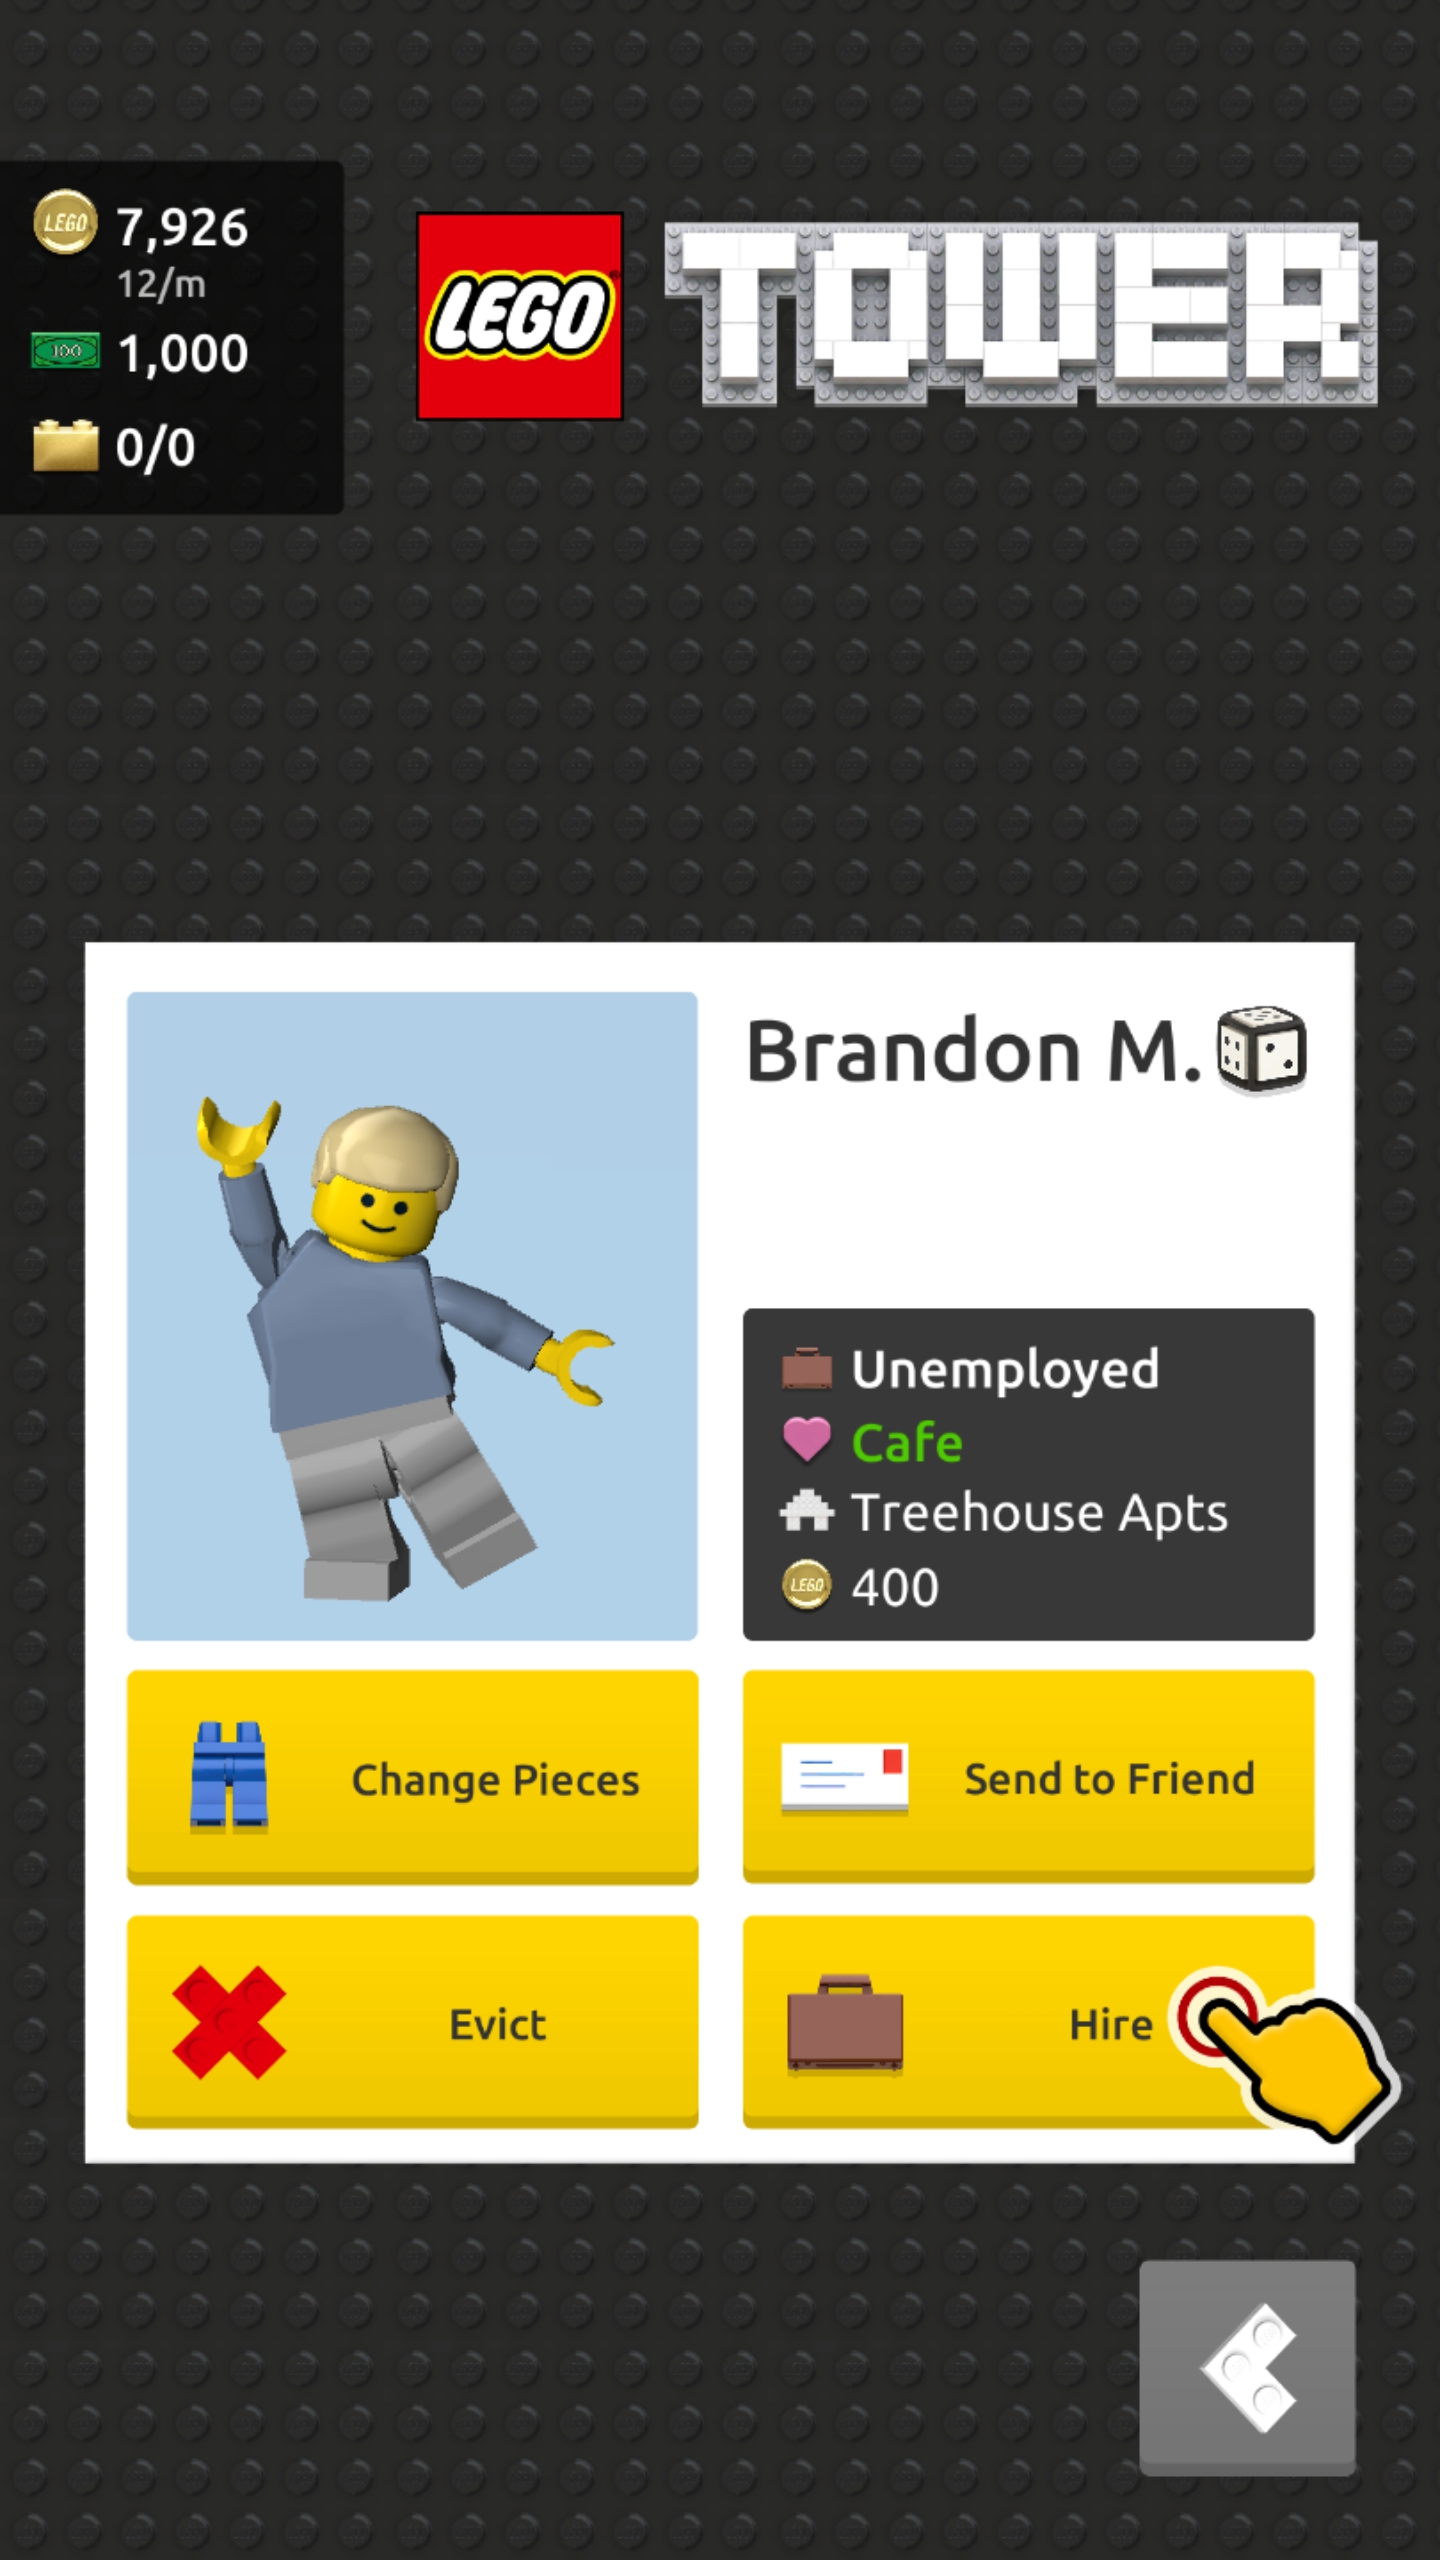 LEGO
7,926
12/m
100
1,000
0/0
LEGO
TOWER
Brandon M.
Unemployed
Cafe
Treehouse Apts
LEGO
400
Change Pieces
Send to Friend
Evict
Hire